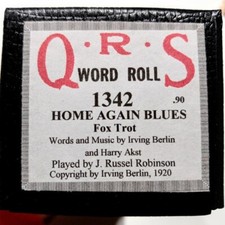 Q·R·S
WORD ROLL
1342 .90
HOME AGAIN BLUES
Fox Trot
Words and Music by Irving Berlin
and Harry Akst
Played by J. Russel Robinson
Copyright by Irving Berlin, 1920